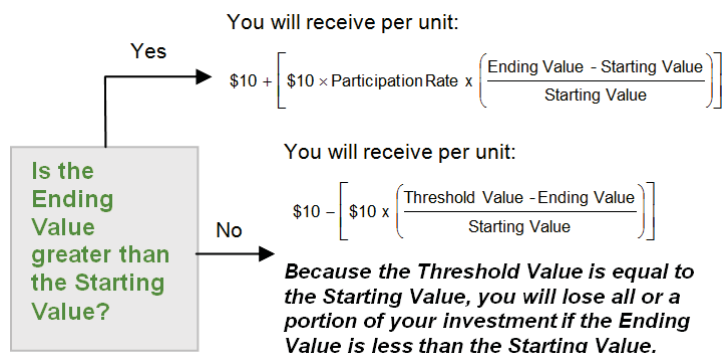 You will receive per unit:
Yes
$10 + [ $10 × Participation Rate x ( Ending Value - Starting Value / Starting Value ) ]
Is the
Ending
Value
greater than
the Starting
Value?
No
You will receive per unit:
$10 – [ $10 x ( Threshold Value - Ending Value / Starting Value ) ]
Because the Threshold Value is equal to
the Starting Value, you will lose all or a
portion of your investment if the Ending
Value is less than the Starting Value.